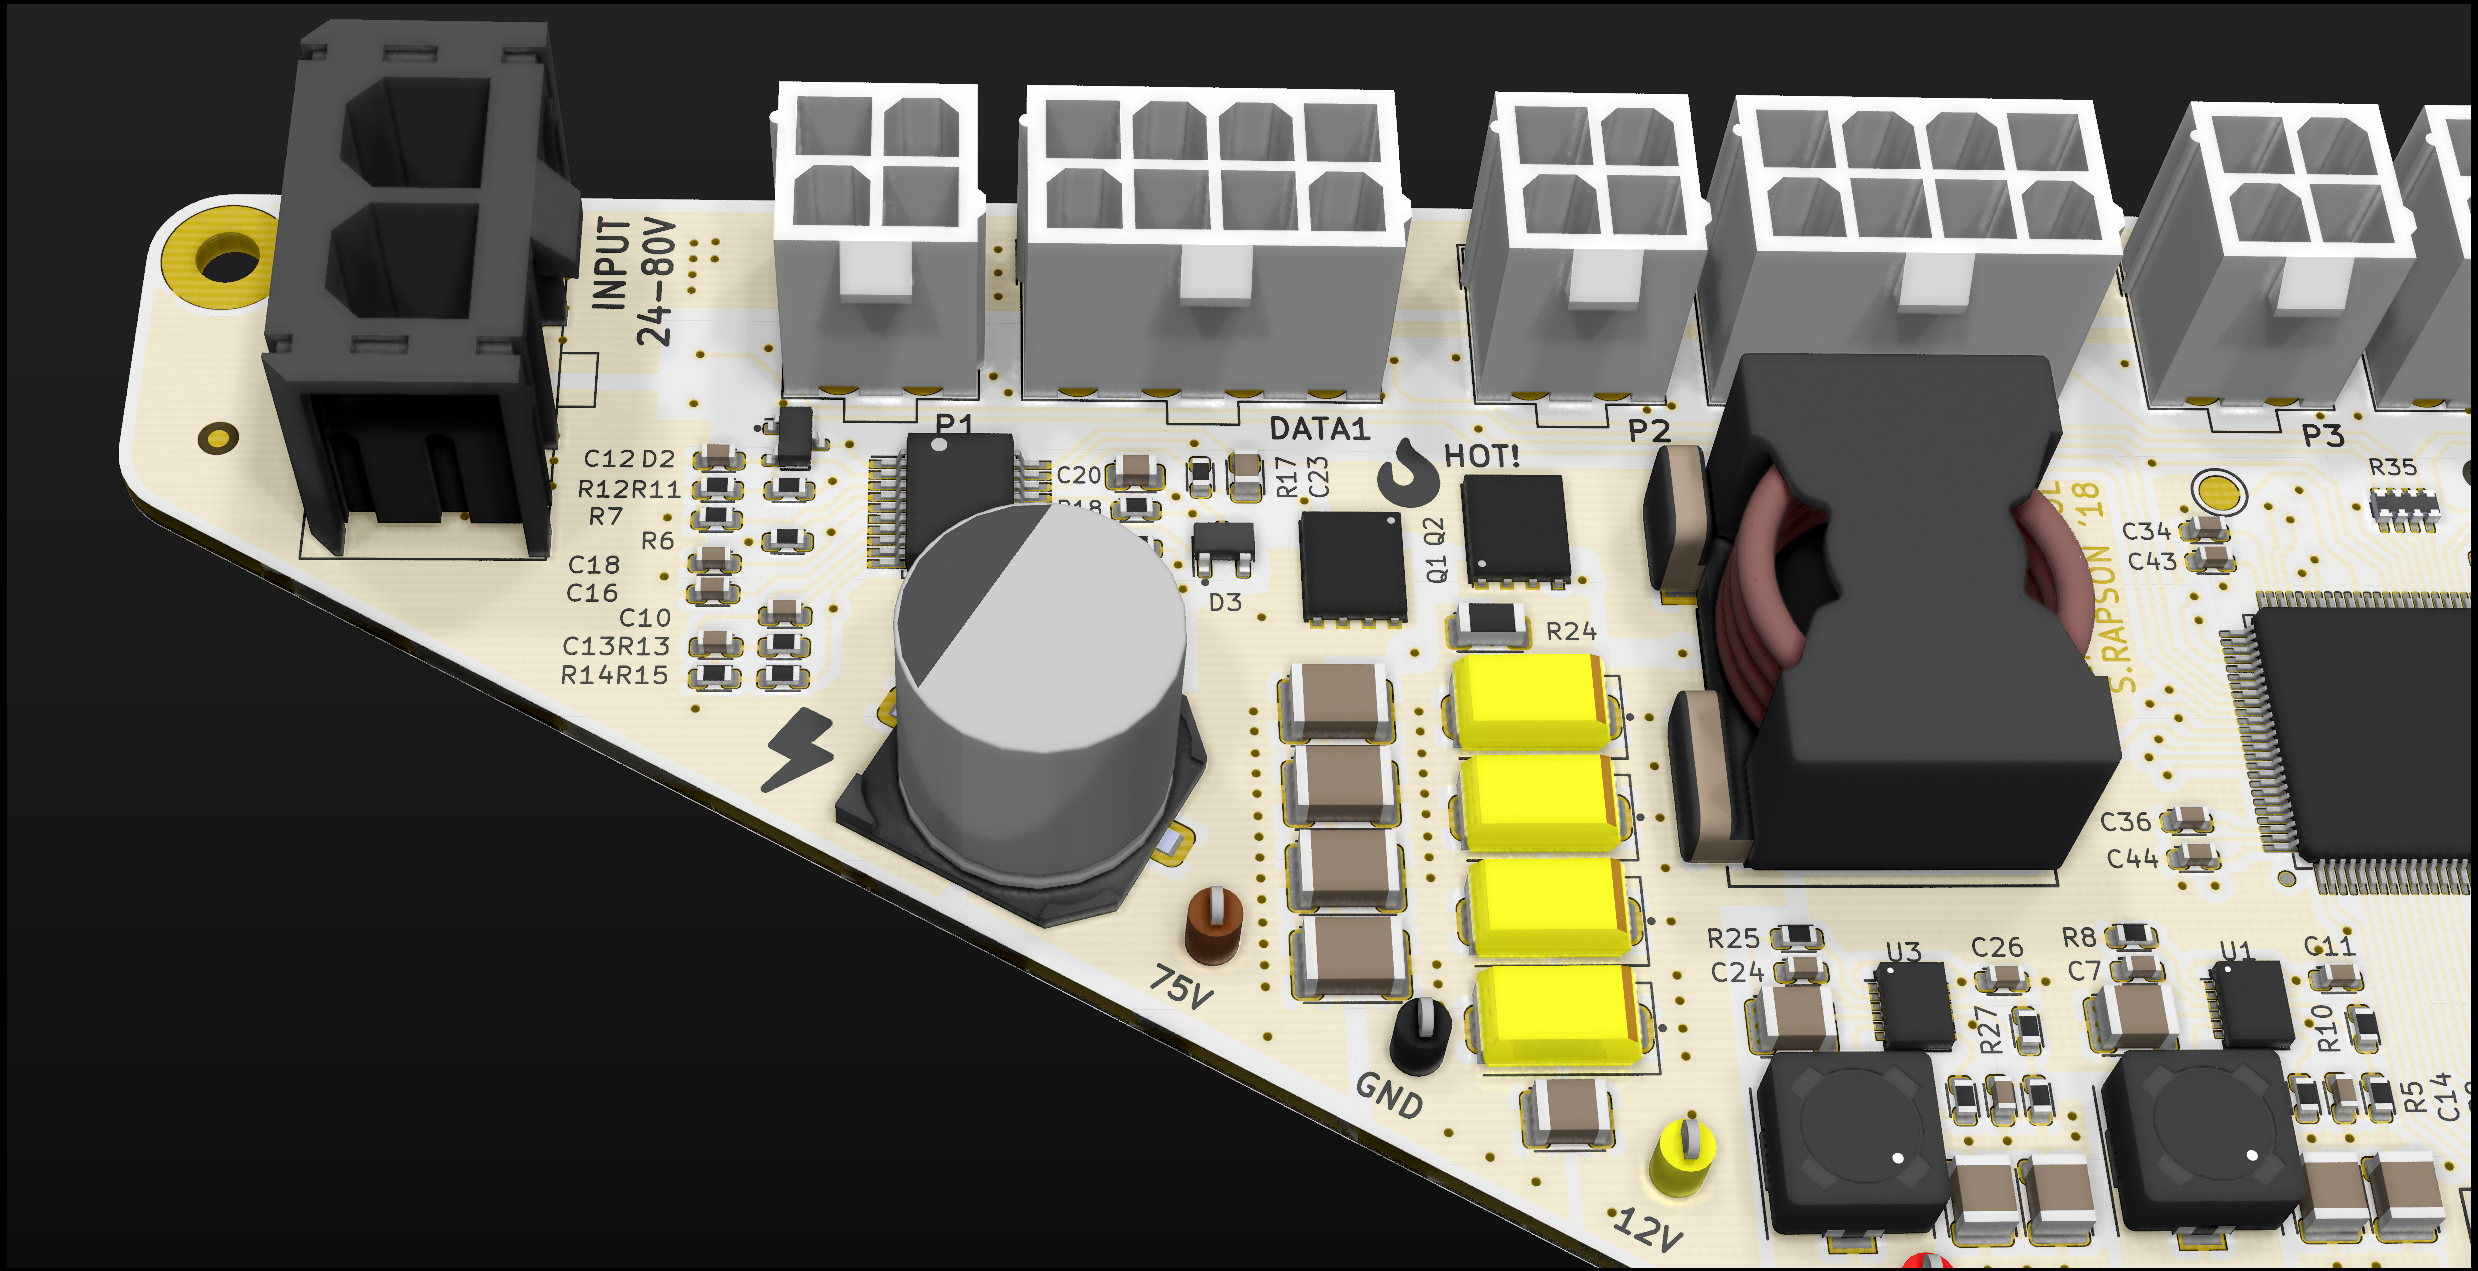 INPUT
24-80V
P1
DATA1
P2
P3
HOT!
C12 D2
R12R11
R7
R6
C18
C16
C10
C13R13
R14R15
C20
R17
C23
D3
Q1 Q2
R24
R35
C34
C43
S.RAPSON '18
C36
C44
R25
C24
U3
C26
R27
R8
C7
U1
C11
R10
R5
C14
75V
GND
12V